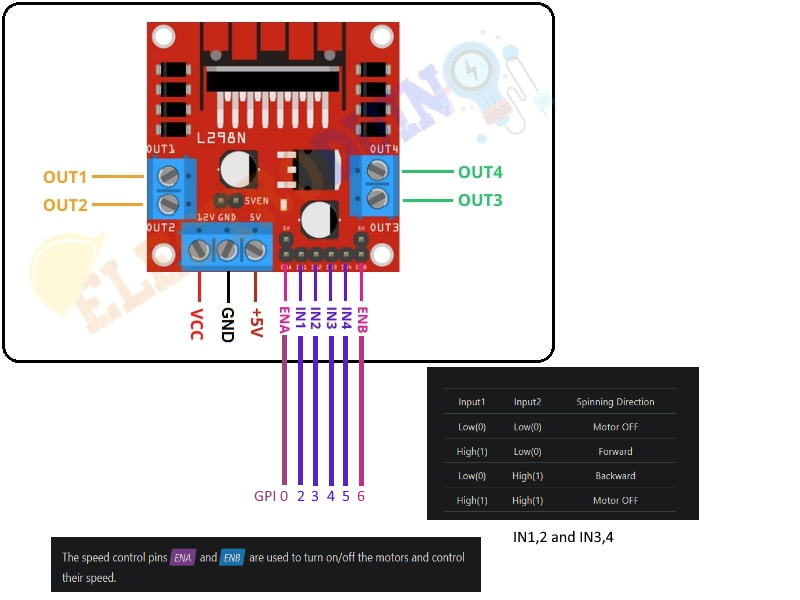 L298N
OUT1
OUT4
OUT1
OUT4
OUT2
OUT3
5VEN
OUT2
12V GND 5V
OUT3
5V
5V
VCC
GND
+5V
ENA
IN1
IN2
IN3
IN4
ENB
GPI 0 2 3 4 5 6
Input1 Input2 Spinning Direction
Low(0) Low(0) Motor OFF
High(1) Low(0) Forward
Low(0) High(1) Backward
High(1) High(1) Motor OFF
IN1,2 and IN3,4
The speed control pins ENA and ENB are used to turn on/off the motors and control
their speed.